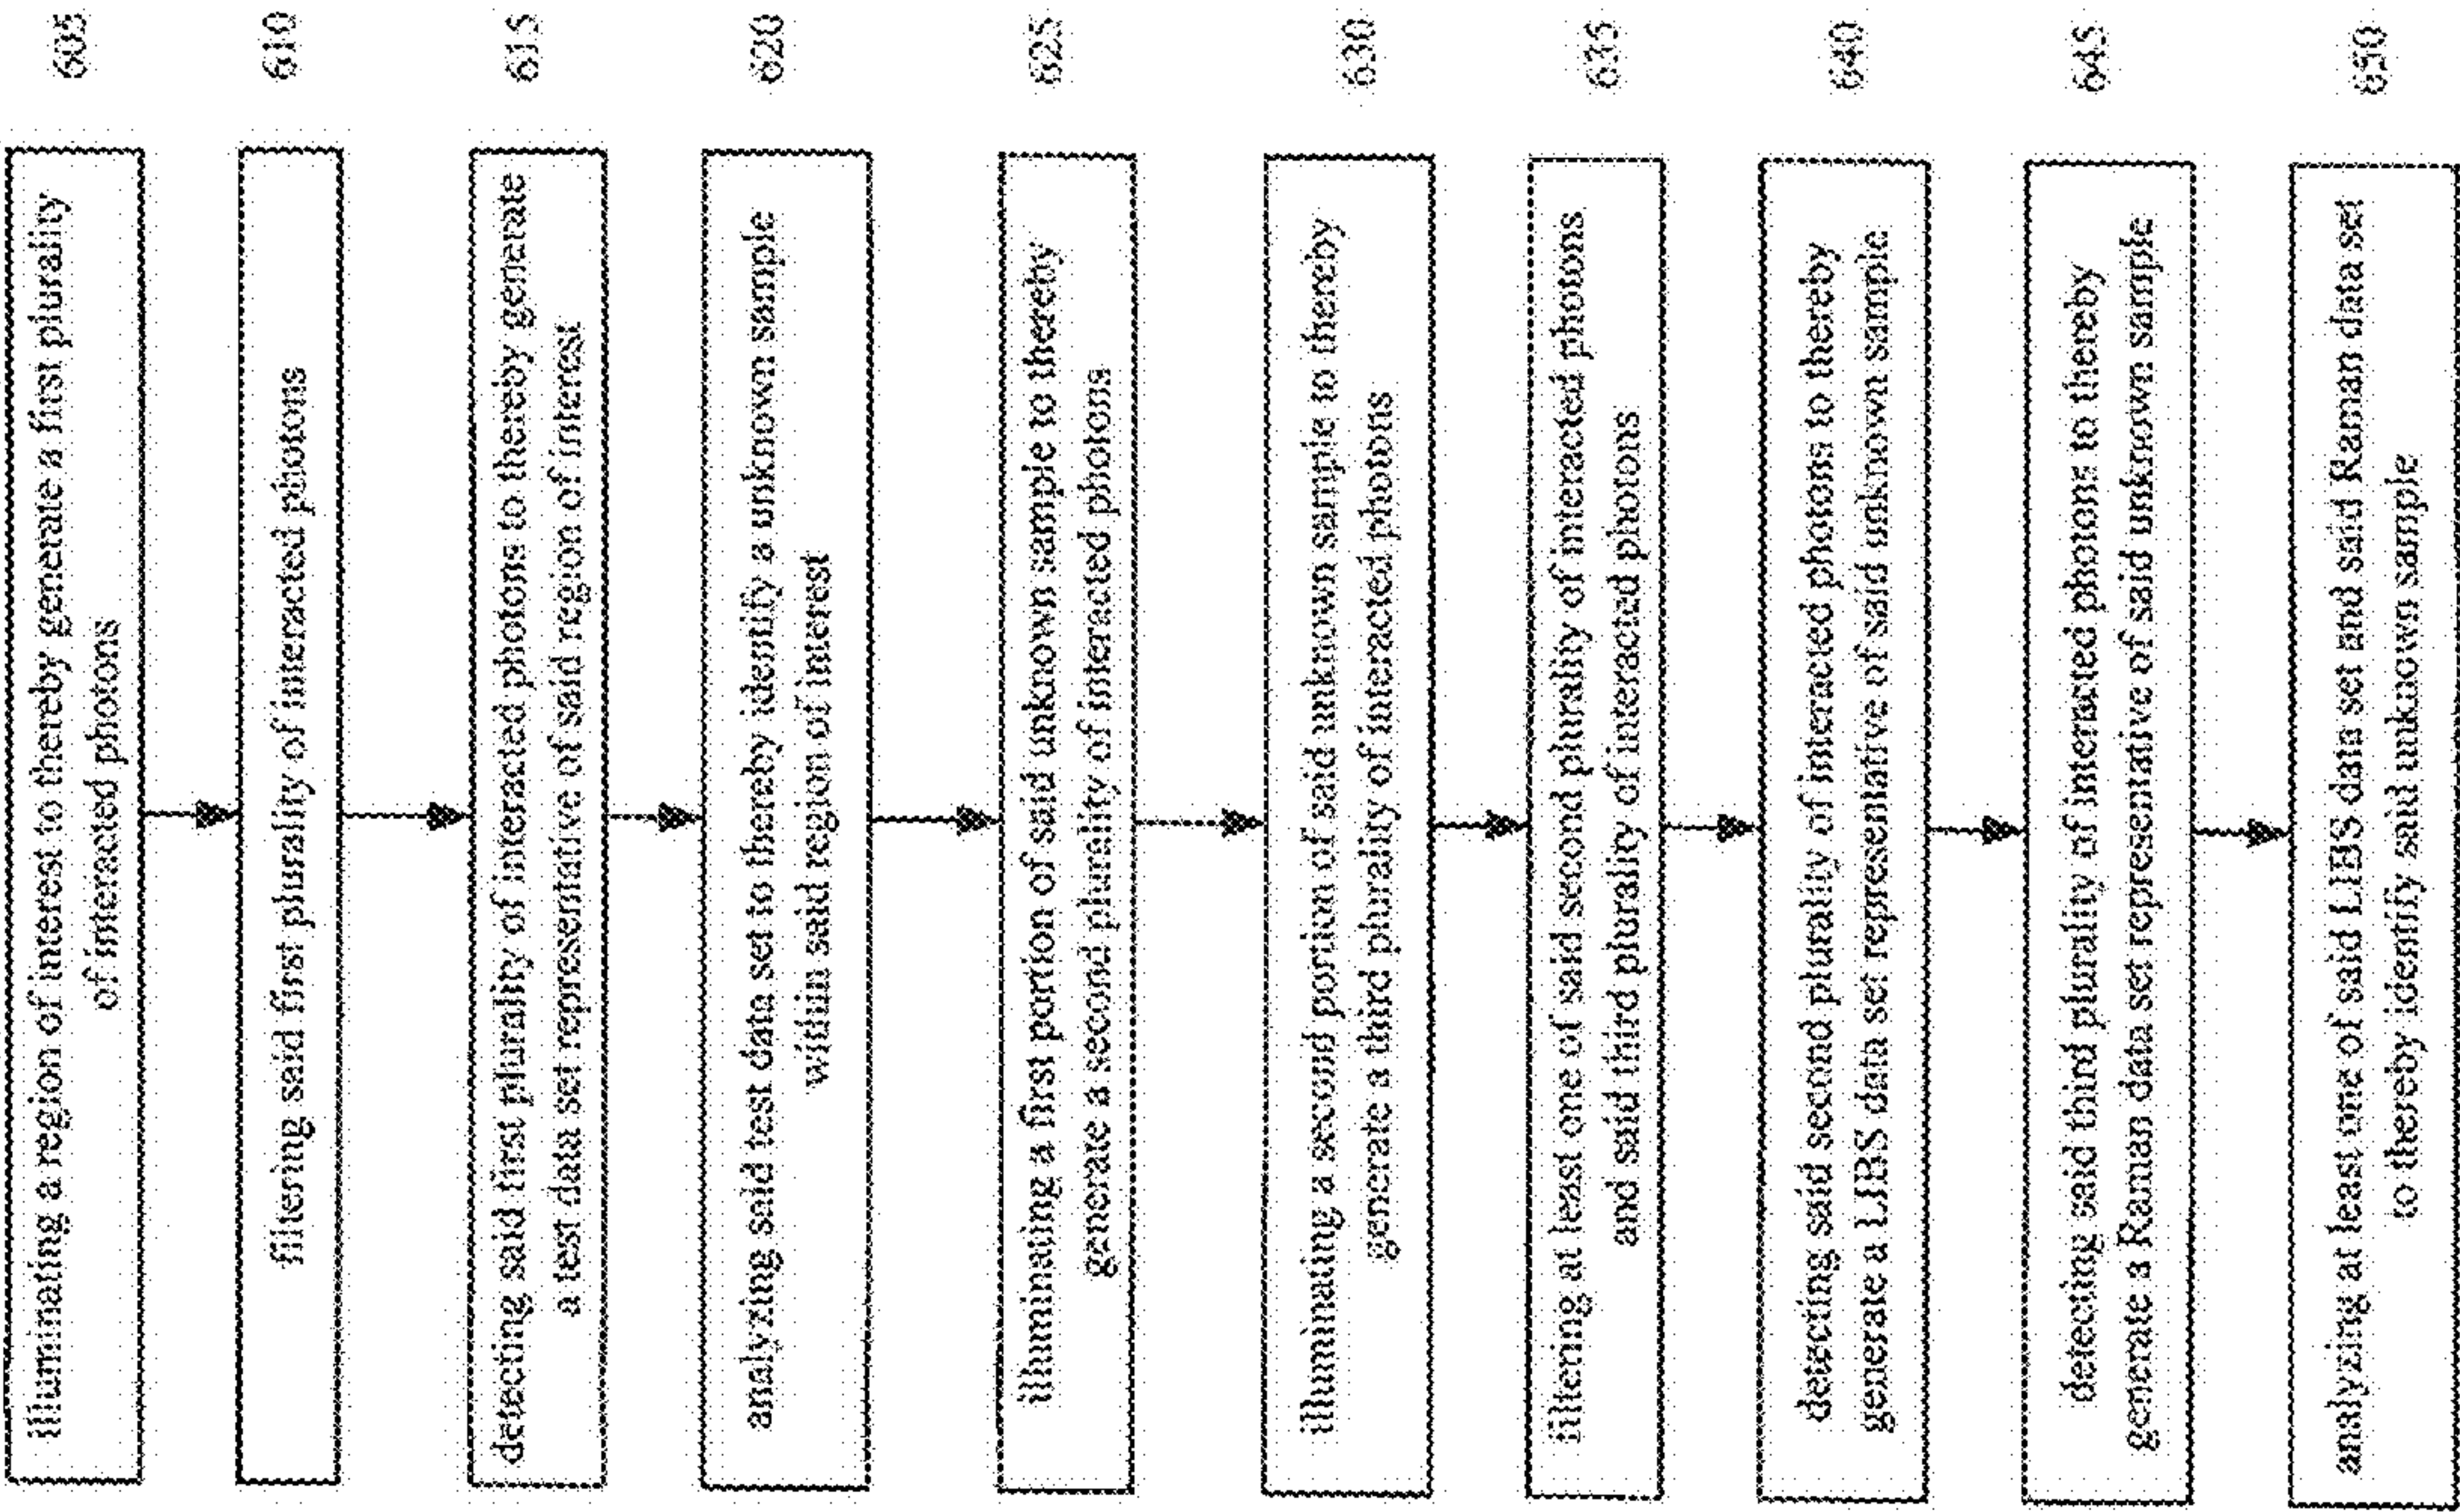 illuminating a region of interest to thereby generate a first plurality
of interacted photons
605
filtering said first plurality of interacted photons
610
detecting said first plurality of interacted photons to thereby generate
a test data set representative of said region of interest
615
analyzing said test data set to thereby identify a unknown sample
within said region of interest
620
illuminating a first portion of said unknown sample to thereby
generate a second plurality of interacted photons
625
illuminating a second portion of said unknown sample to thereby
generate a third plurality of interacted photons
630
filtering at least one of said second plurality of interacted photons
and said third plurality of interacted photons
635
detecting said second plurality of interacted photons to thereby
generate a LIBS data set representative of said unknown sample
640
detecting said third plurality of interacted photons to thereby
generate a Raman data set representative of said unknown sample
645
analyzing at least one of said LIBS data set and said Raman data set
to thereby identify said unknown sample
650